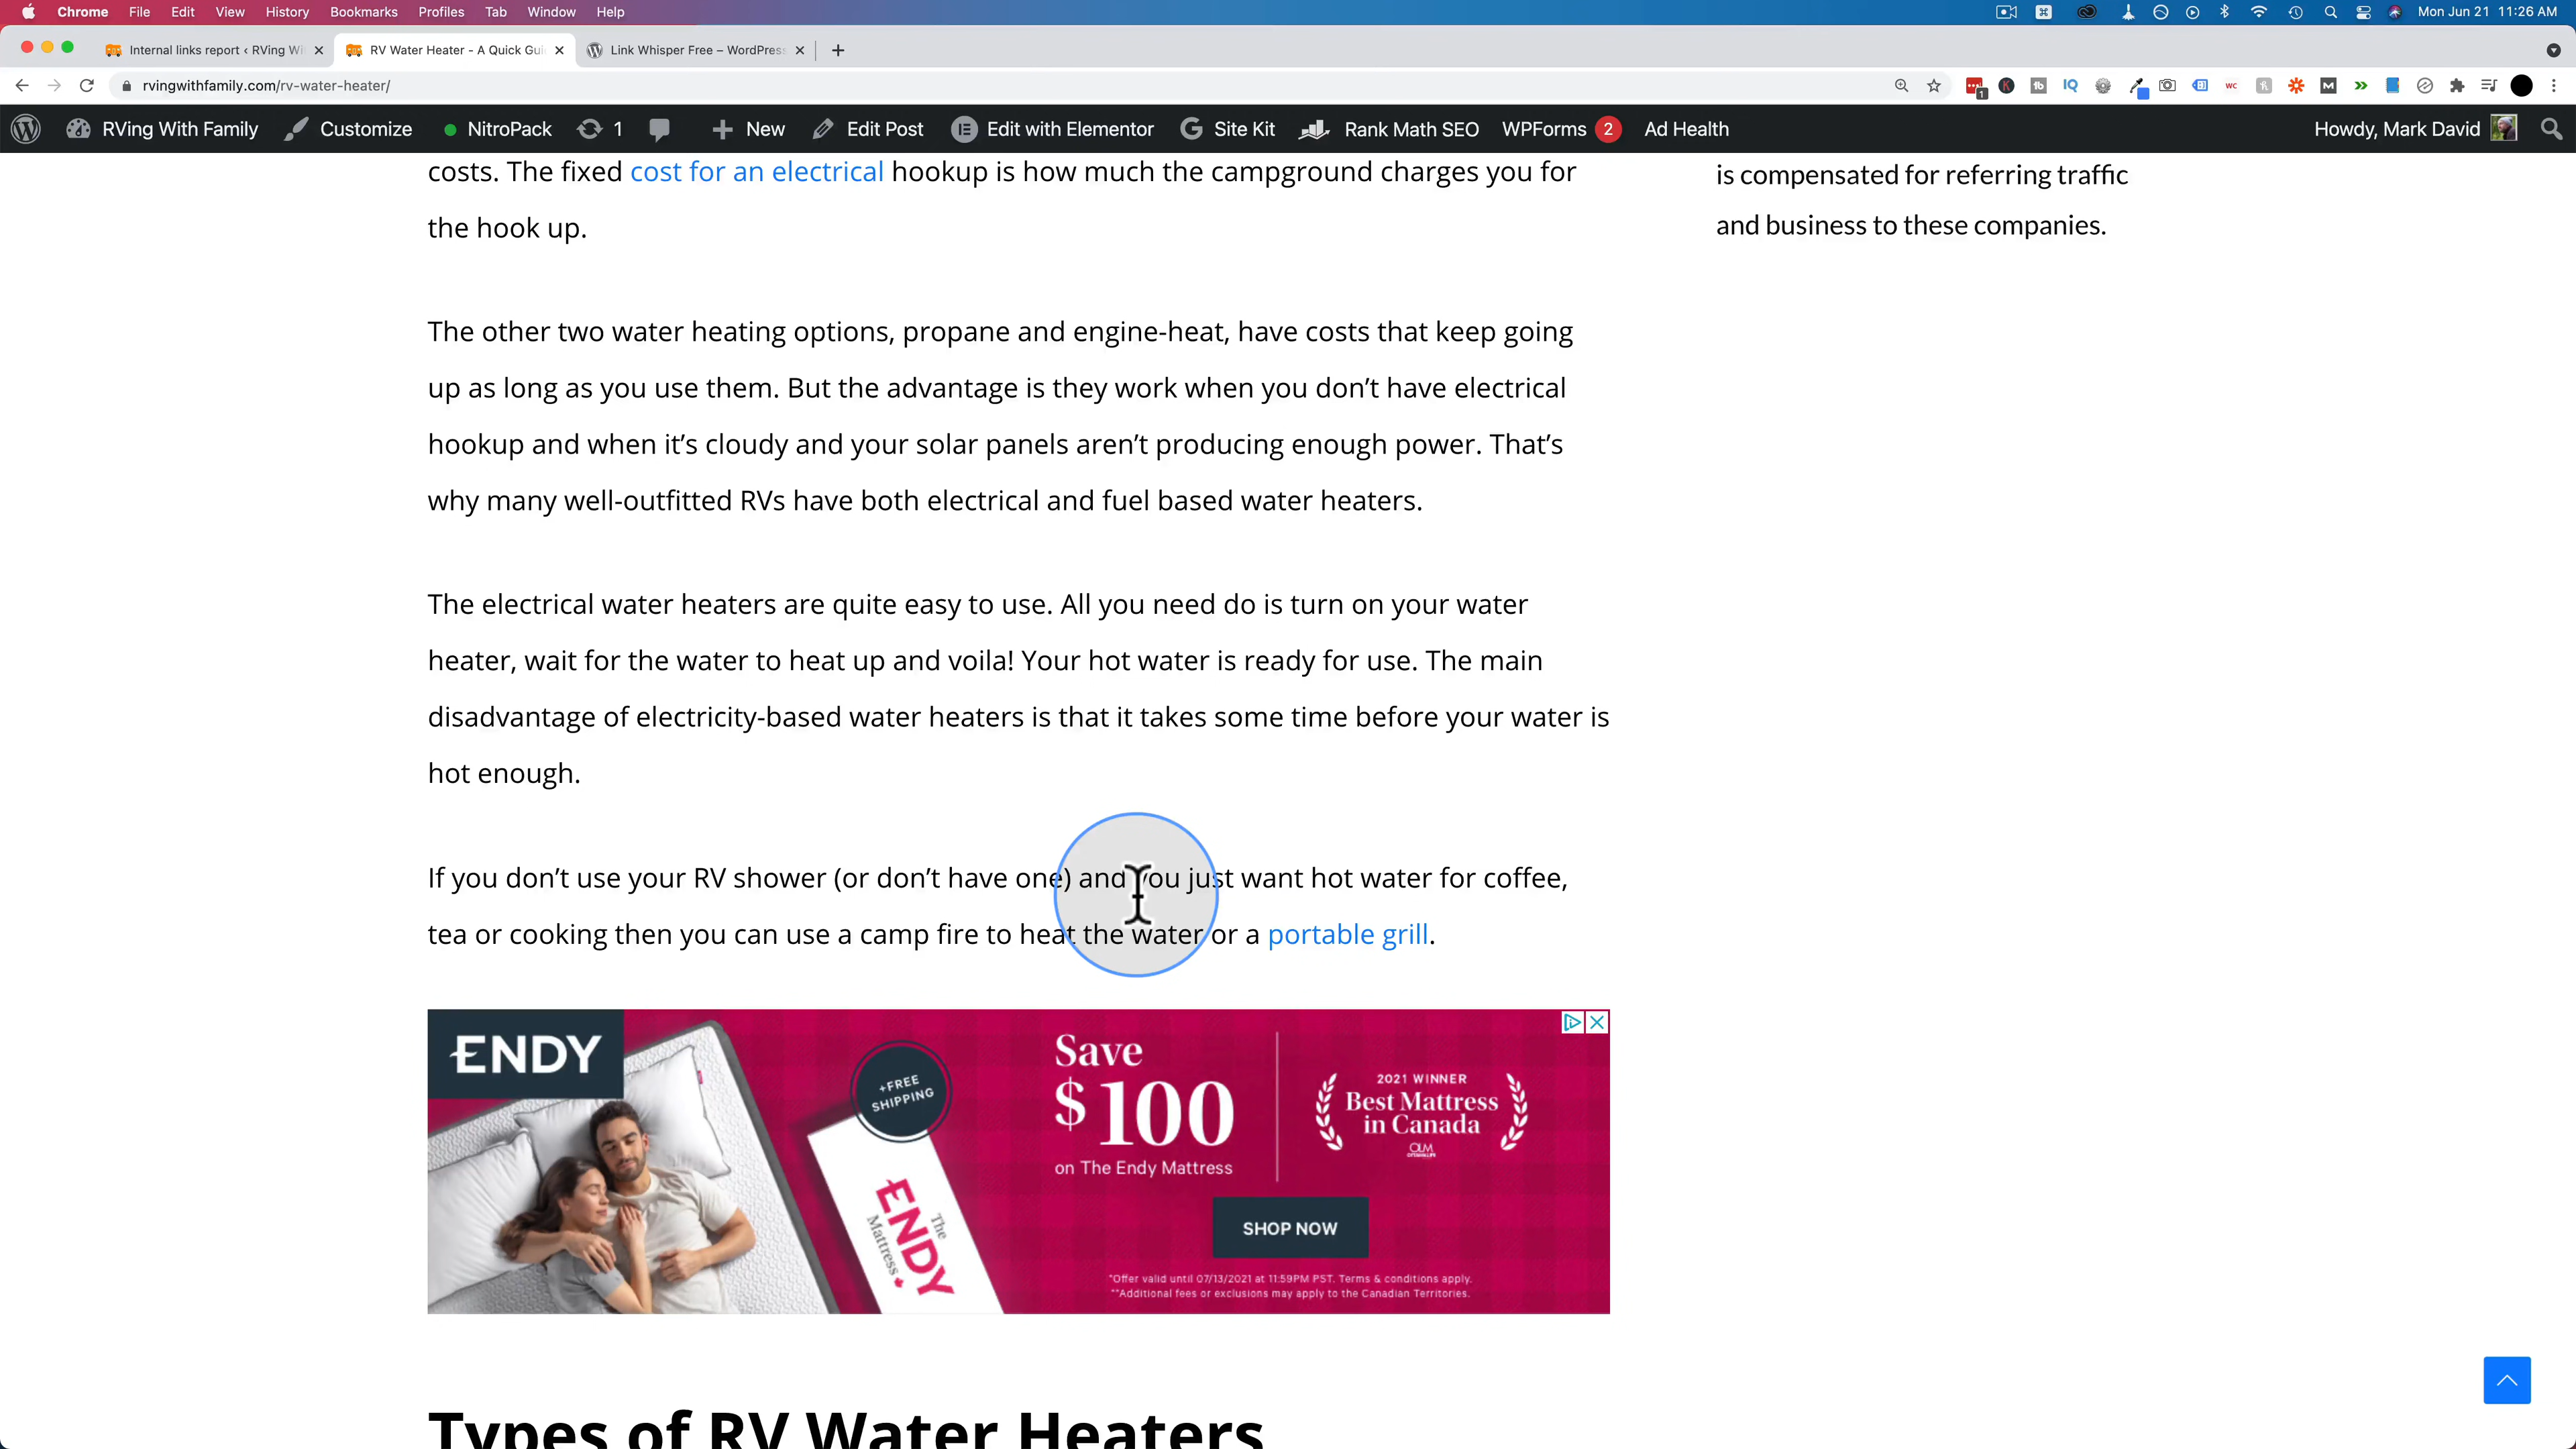 Chrome File Edit View History Bookmarks Profiles Tab Window Help Mon Jun 21 11:26 AM
Internal links report ‹ RVing Wi RV Water Heater - A Quick Gui Link Whisper Free – WordPress
rvingwithfamily.com/rv-water-heater/
RVing With Family Customize NitroPack 1 New Edit Post Edit with Elementor Site Kit Rank Math SEO WPForms 2 Ad Health Howdy, Mark David
costs. The fixed cost for an electrical hookup is how much the campground charges you for
the hook up.
is compensated for referring traffic
and business to these companies.
The other two water heating options, propane and engine-heat, have costs that keep going
up as long as you use them. But the advantage is they work when you don’t have electrical
hookup and when it’s cloudy and your solar panels aren’t producing enough power. That’s
why many well-outfitted RVs have both electrical and fuel based water heaters.
The electrical water heaters are quite easy to use. All you need do is turn on your water
heater, wait for the water to heat up and voila! Your hot water is ready for use. The main
disadvantage of electricity-based water heaters is that it takes some time before your water is
hot enough.
If you don’t use your RV shower (or don’t have one) and you just want hot water for coffee,
tea or cooking then you can use a camp fire to heat the water or a portable grill.
ENDY
+FREE
SHIPPING
The
ENDY
Mattress
Save
$100
on The Endy Mattress
2021 WINNER
Best Mattress
in Canada
SHOP NOW
*Offer valid until 07/13/2021 at 11:59PM PST. Terms & conditions apply.
**Additional fees or exclusions may apply to the Canadian Territories.
Types of RV Water Heaters